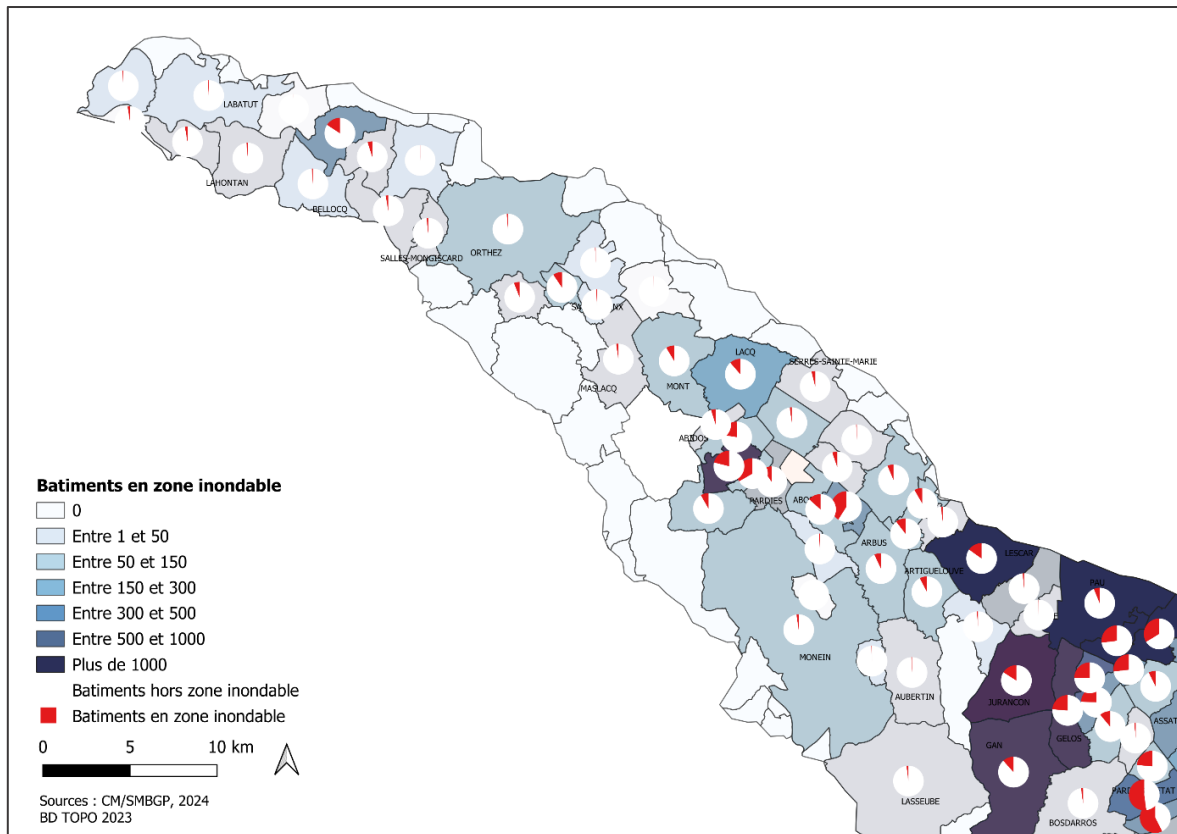 LABATUT
LAHONTAN
BELLOCQ
SALLES-MONGISCARD
ORTHEZ
NX
MASLACQ
MONT
LACQ
SERRES-SAINTE-MARIE
PARDIES
ARBUS
ARTIGUELOUVE
LESCAR
PAU
MONEIN
AUBERTIN
JURANCON
GELOS
ASSAT
GAN
LASSEUBE
BOSDARROS
Batiments en zone inondable
0
Entre 1 et 50
Entre 50 et 150
Entre 150 et 300
Entre 300 et 500
Entre 500 et 1000
Plus de 1000
Batiments hors zone inondable
Batiments en zone inondable
0 5 10 km
Sources : CM/SMBGP, 2024
BD TOPO 2023